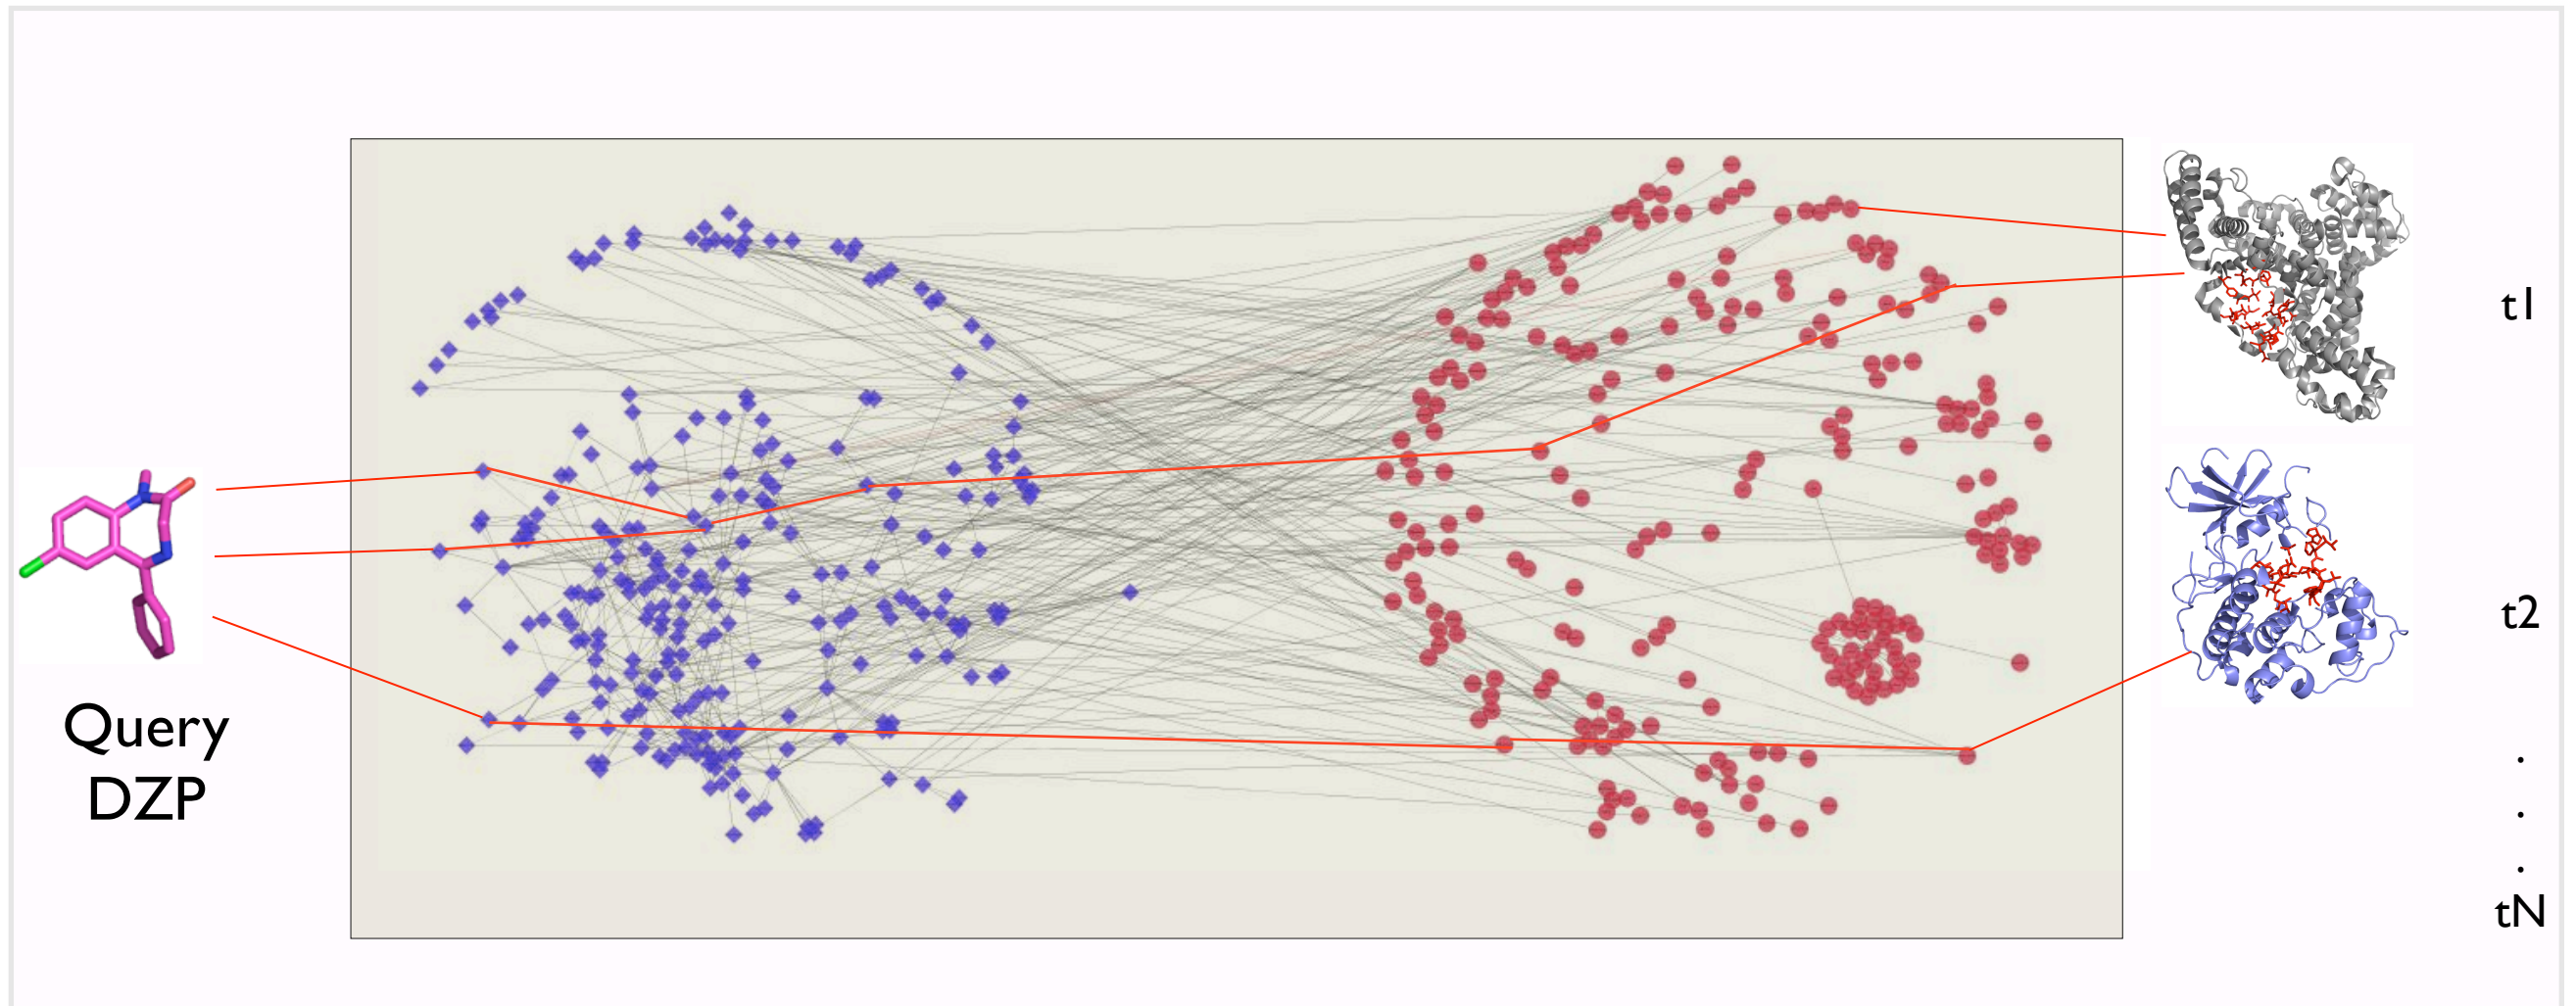 Query
DZP
t1
t2
.
.
.
tN